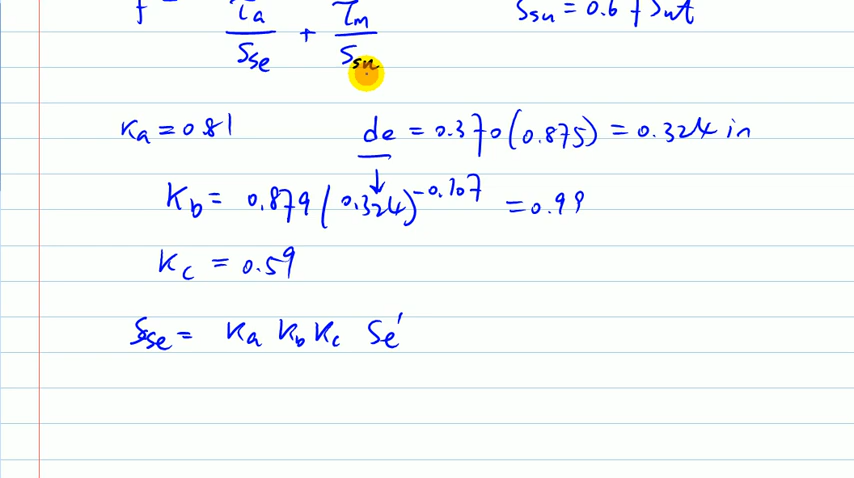 f = τa/Sse + τm/Ssu    Ssu = 0.67 Sut
Ka = 0.81    de = 0.370(0.875) = 0.324 in
Kb = 0.879(0.324)^-0.107 = 0.99
Kc = 0.59
Sse = Ka Kb Kc Se'